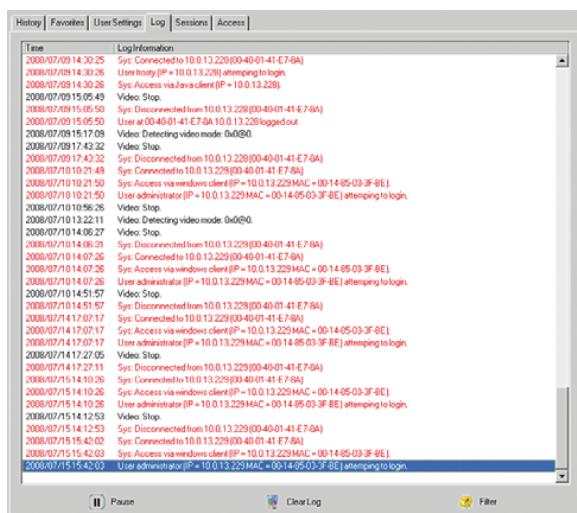 History Favorites User Settings Log Sessions Access
Time Log Information
2008/07/09 14:30:25 Sys: Connected to 10.0.13.228 (00-40-01-41-E7-8A)
2008/07/09 14:30:26 User frosty (IP = 10.0.13.228) attemping to login.
2008/07/09 14:30:26 Sys: Access via Java client (IP = 10.0.13.228).
2008/07/09 15:05:49 Video: Stop.
2008/07/09 15:05:50 Sys: Disconnected from 10.0.13.228 (00-40-01-41-E7-8A)
2008/07/09 15:05:50 User at 00-40-01-41-E7-8A 10.0.13.228 logged out
2008/07/09 15:17:09 Video: Detecting video mode: 0x0@0.
2008/07/09 17:43:32 Video: Stop.
2008/07/09 17:43:32 Sys: Disconnected from 10.0.13.228 (00-40-01-41-E7-8A)
2008/07/10 10:21:49 Sys: Connected to 10.0.13.229 (00-40-01-41-E7-8A)
2008/07/10 10:21:50 Sys: Access via windows client (IP = 10.0.13.229 MAC = 00-14-85-03-3F-BE).
2008/07/10 10:21:50 User administrator (IP = 10.0.13.229 MAC = 00-14-85-03-3F-BE) attemping to login.
2008/07/10 10:56:26 Video: Stop.
2008/07/10 13:22:11 Video: Detecting video mode: 0x0@0.
2008/07/10 14:06:27 Video: Stop.
2008/07/10 14:06:31 Sys: Disconnected from 10.0.13.229 (00-40-01-41-E7-8A)
2008/07/10 14:07:26 Sys: Connected to 10.0.13.229 (00-40-01-41-E7-8A)
2008/07/10 14:07:26 Sys: Access via windows client (IP = 10.0.13.229 MAC = 00-14-85-03-3F-BE).
2008/07/10 14:07:26 User administrator (IP = 10.0.13.229 MAC = 00-14-85-03-3F-BE) attemping to login.
2008/07/10 14:51:57 Video: Stop.
2008/07/10 14:51:57 Sys: Disconnected from 10.0.13.229 (00-40-01-41-E7-8A)
2008/07/14 17:07:17 Sys: Connected to 10.0.13.229 (00-40-01-41-E7-8A)
2008/07/14 17:07:17 Sys: Access via windows client (IP = 10.0.13.229 MAC = 00-14-85-03-3F-BE).
2008/07/14 17:07:17 User administrator (IP = 10.0.13.229 MAC = 00-14-85-03-3F-BE) attemping to login.
2008/07/14 17:27:05 Video: Stop.
2008/07/14 17:27:11 Sys: Disconnected from 10.0.13.229 (00-40-01-41-E7-8A)
2008/07/15 14:10:26 Sys: Connected to 10.0.13.229 (00-40-01-41-E7-8A)
2008/07/15 14:10:26 Sys: Access via windows client (IP = 10.0.13.229 MAC = 00-14-85-03-3F-BE).
2008/07/15 14:10:26 User administrator (IP = 10.0.13.229 MAC = 00-14-85-03-3F-BE) attemping to login.
2008/07/15 14:12:53 Video: Stop.
2008/07/15 14:12:53 Sys: Disconnected from 10.0.13.229 (00-40-01-41-E7-8A)
2008/07/15 15:42:02 Sys: Connected to 10.0.13.229 (00-40-01-41-E7-8A)
2008/07/15 15:42:03 Sys: Access via windows client (IP = 10.0.13.229 MAC = 00-14-85-03-3F-BE).
2008/07/15 15:42:03 User administrator (IP = 10.0.13.229 MAC = 00-14-85-03-3F-BE) attemping to login.
Pause Clear Log Filter